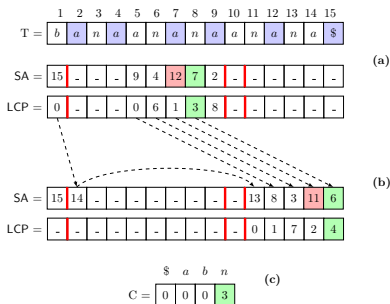 1 2 3 4 5 6 7 8 9 10 11 12 13 14 15
T = b a n a a n a n a a n a n a $
(a)
SA = 15 - - - 9 4 12 7 2 - - - - - -
LCP = 0 - - - 0 6 1 3 8 - - - - - -
(b)
SA = 15 14 - - - - - - - - 13 8 3 11 6
LCP = - - - - - - - - - - 0 1 7 2 4
$ a b n
(c)
C = 0 0 0 3